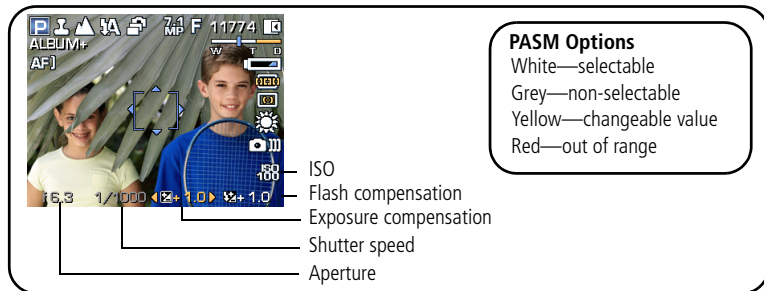 P A 7.1 MP F 11774
ALBUM+ W T D
AF
ISO 100
f6.3 1/1000 + 1.0 + 1.0
ISO
Flash compensation
Exposure compensation
Shutter speed
Aperture
PASM Options
White—selectable
Grey—non-selectable
Yellow—changeable value
Red—out of range